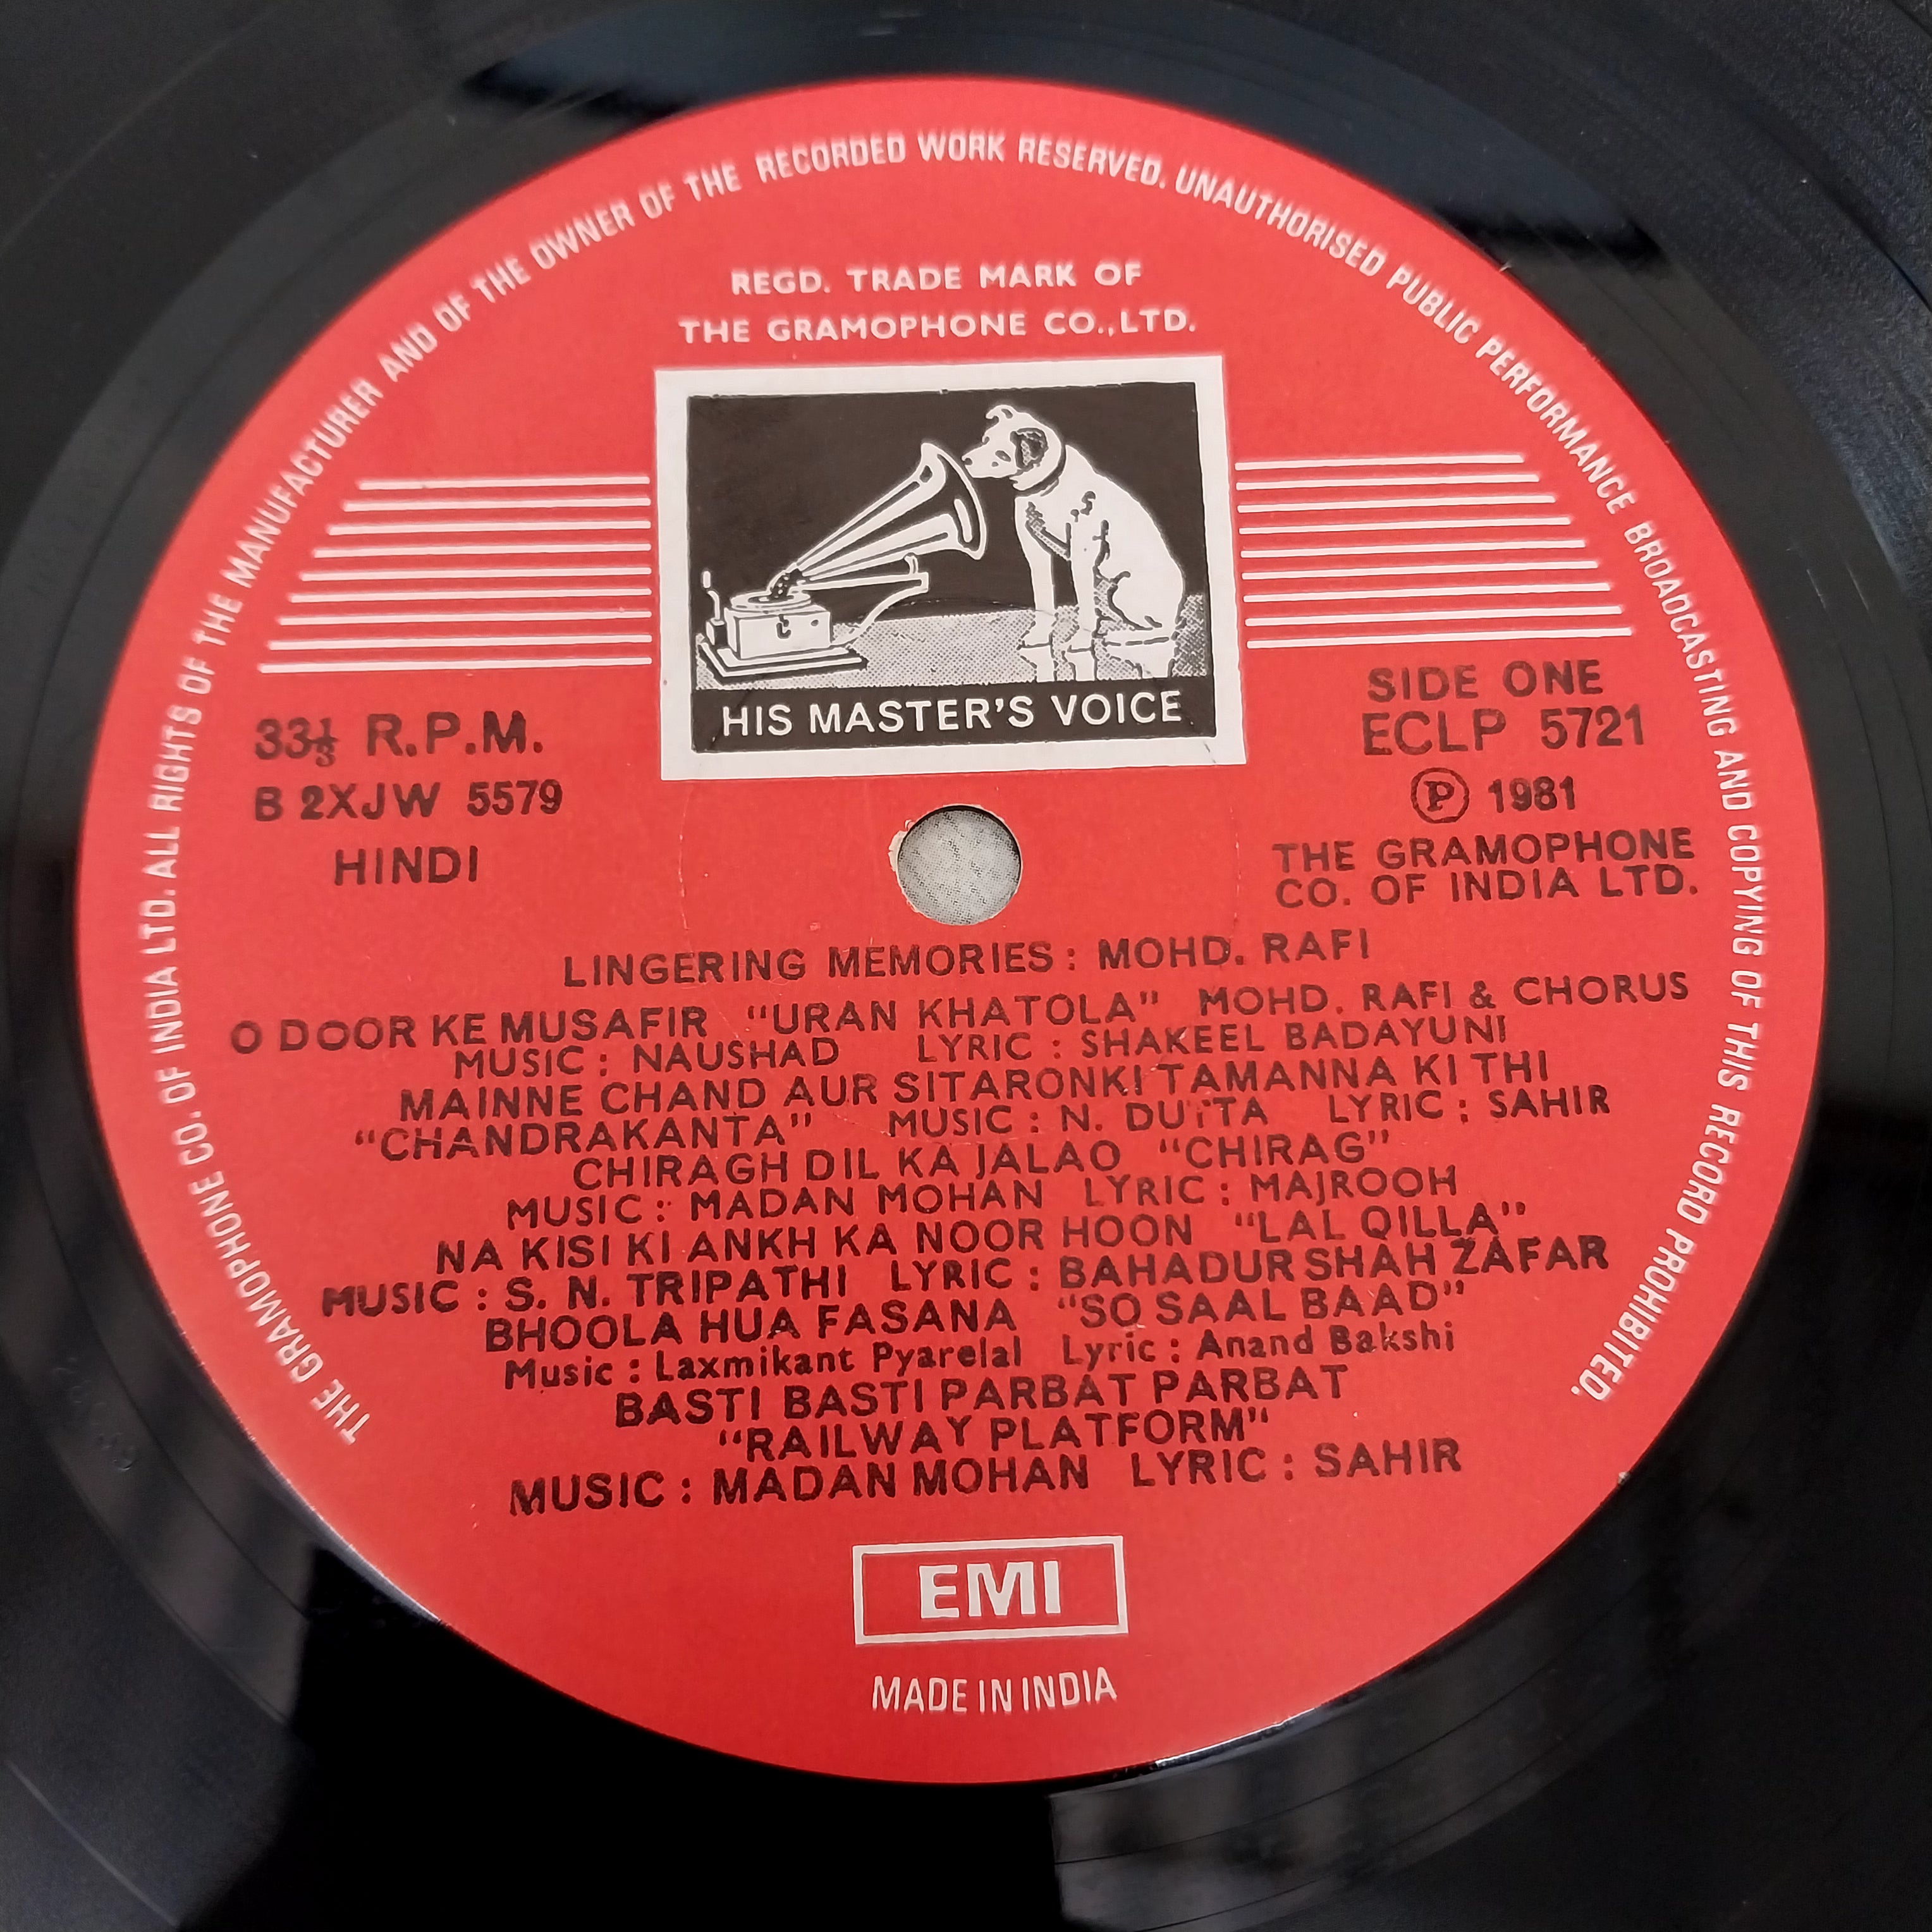 THE GRAMOPHONE CO. OF INDIA LTD. ALL RIGHTS OF THE MANUFACTURER AND OF THE OWNER OF THE RECORDED WORK RESERVED. UNAUTHORISED PUBLIC PERFORMANCE BROADCASTING AND COPYING OF THIS RECORD PROHIBITED.
REGD. TRADE MARK OF
THE GRAMOPHONE CO.,LTD.
HIS MASTER'S VOICE
33⅓ R.P.M.
B 2XJW 5579
HINDI
SIDE ONE
ECLP 5721
Ⓟ 1981
THE GRAMOPHONE
CO. OF INDIA LTD.
LINGERING MEMORIES : MOHD. RAFI
O DOOR KE MUSAFIR "URAN KHATOLA" MOHD. RAFI & CHORUS
MUSIC : NAUSHAD LYRIC : SHAKEEL BADAYUNI
MAINNE CHAND AUR SITARONKI TAMANNA KI THI
"CHANDRAKANTA" MUSIC : N. DUTTA LYRIC : SAHIR
CHIRAGH DIL KA JALAO "CHIRAG"
MUSIC : MADAN MOHAN LYRIC : MAJROOH
NA KISI KI ANKH KA NOOR HOON "LAL QILLA"
MUSIC : S. N. TRIPATHI LYRIC : BAHADUR SHAH ZAFAR
BHOOLA HUA FASANA "SO SAAL BAAD"
Music : Laxmikant Pyarelal Lyric : Anand Bakshi
BASTI BASTI PARBAT PARBAT
"RAILWAY PLATFORM"
MUSIC : MADAN MOHAN LYRIC : SAHIR
EMI
MADE IN INDIA